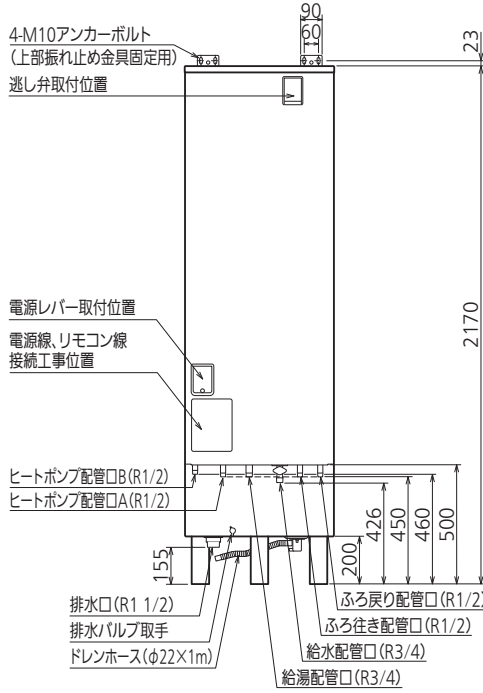 90
60
23
4-M10アンカーボルト
(上部振れ止め金具固定用)
逃し弁取付位置
2170
電源レバー取付位置
電源線、リモコン線
接続工事位置
ヒートポンプ配管口B(R1/2)
ヒートポンプ配管口A(R1/2)
155
200
426
450
460
500
排水口(R1 1/2)
排水バルブ取手
ドレンホース(φ22×1m)
ふろ戻り配管口(R1/2)
ふろ往き配管口(R1/2)
給水配管口(R3/4)
給湯配管口(R3/4)